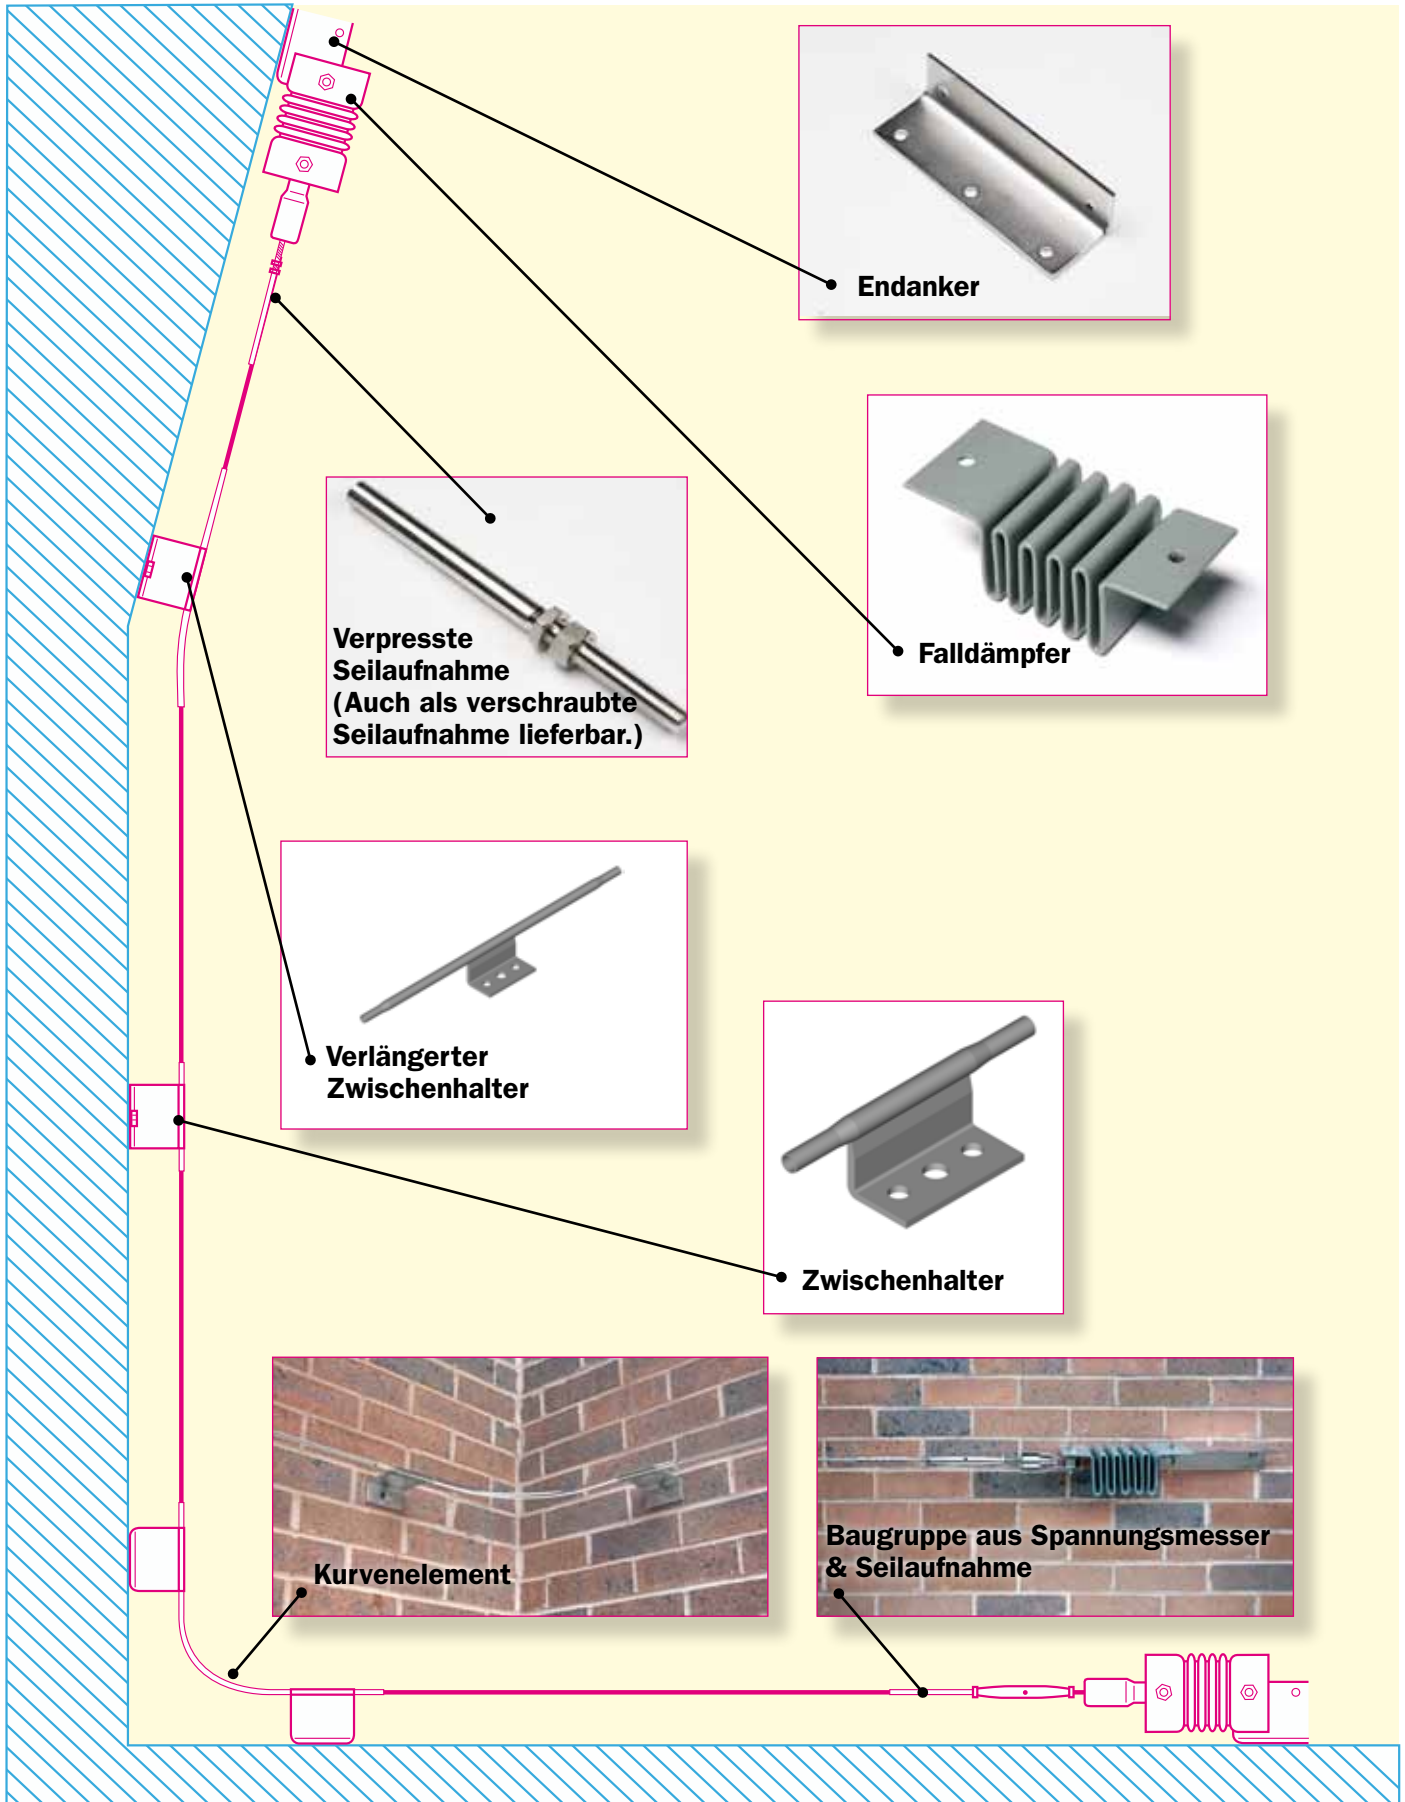 Endanker
Falldämpfer
Verpresste
Seilaufnahme
(Auch als verschraubte
Seilaufnahme lieferbar.)
Verlängerter
Zwischenhalter
Zwischenhalter
Kurvenelement
Baugruppe aus Spannungsmesser
& Seilaufnahme